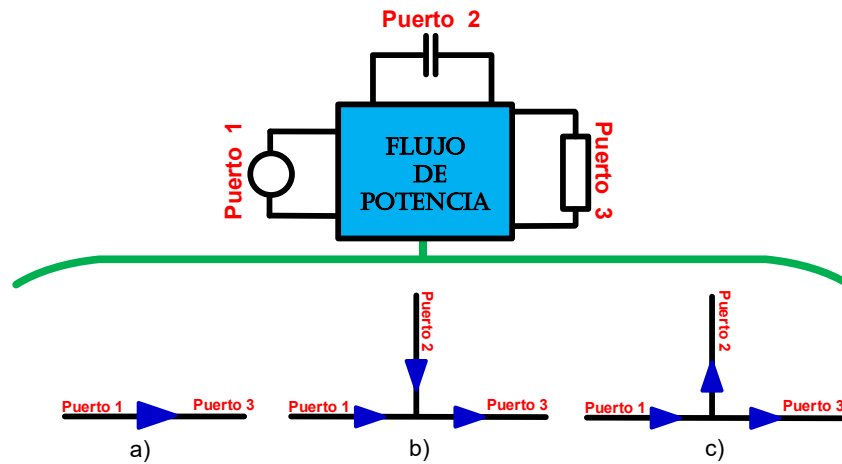 Puerto 2
Puerto 1
FLUJO
DE
POTENCIA
Puerto 3
Puerto 1
Puerto 3
a)
Puerto 2
Puerto 1
Puerto 3
b)
Puerto 2
Puerto 1
Puerto 3
c)